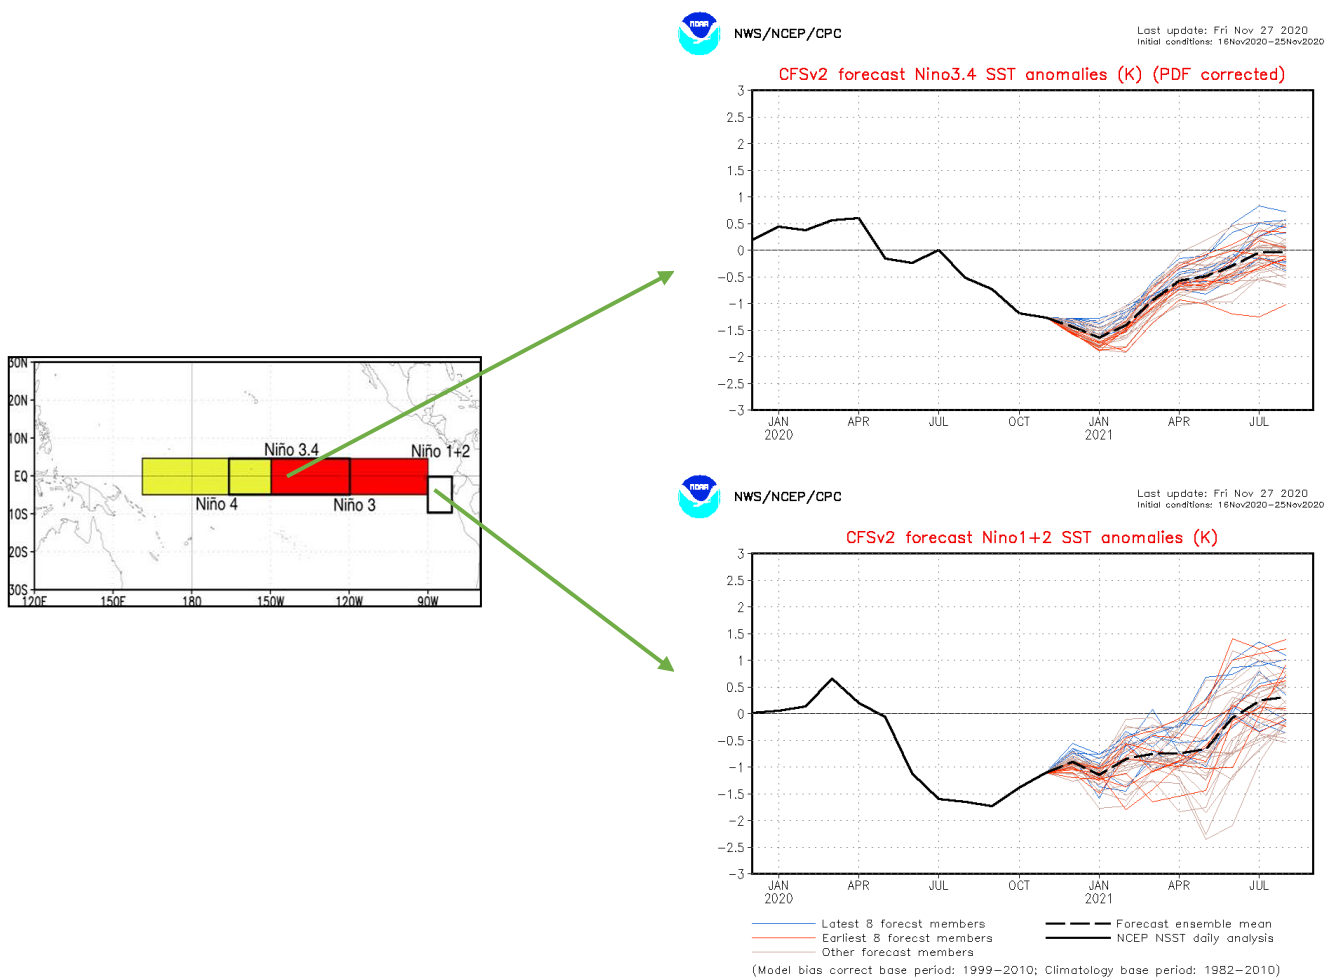 30N
20N
10N
EQ
10S
20S
30S
120E
150E
180
150W
120W
90W
Niño 3.4
Niño 1+2
Niño 4
Niño 3
NOAA
NWS/NCEP/CPC
Last update: Fri Nov 27 2020
Initial conditions: 16Nov2020-25Nov2020
CFSv2 forecast Nino3.4 SST anomalies (K) (PDF corrected)
3
2.5
2
1.5
1
0.5
0
-0.5
-1
-1.5
-2
-2.5
-3
JAN
2020
APR
JUL
OCT
JAN
2021
APR
JUL
NOAA
NWS/NCEP/CPC
Last update: Fri Nov 27 2020
Initial conditions: 16Nov2020-25Nov2020
CFSv2 forecast Nino1+2 SST anomalies (K)
3
2.5
2
1.5
1
0.5
0
-0.5
-1
-1.5
-2
-2.5
-3
JAN
2020
APR
JUL
OCT
JAN
2021
APR
JUL
Latest 8 forecst members
Earliest 8 forecst members
Other forecast members
Forecast ensemble mean
NCEP NSST daily analysis
(Model bias correct base period: 1999-2010; Climatology base period: 1982-2010)